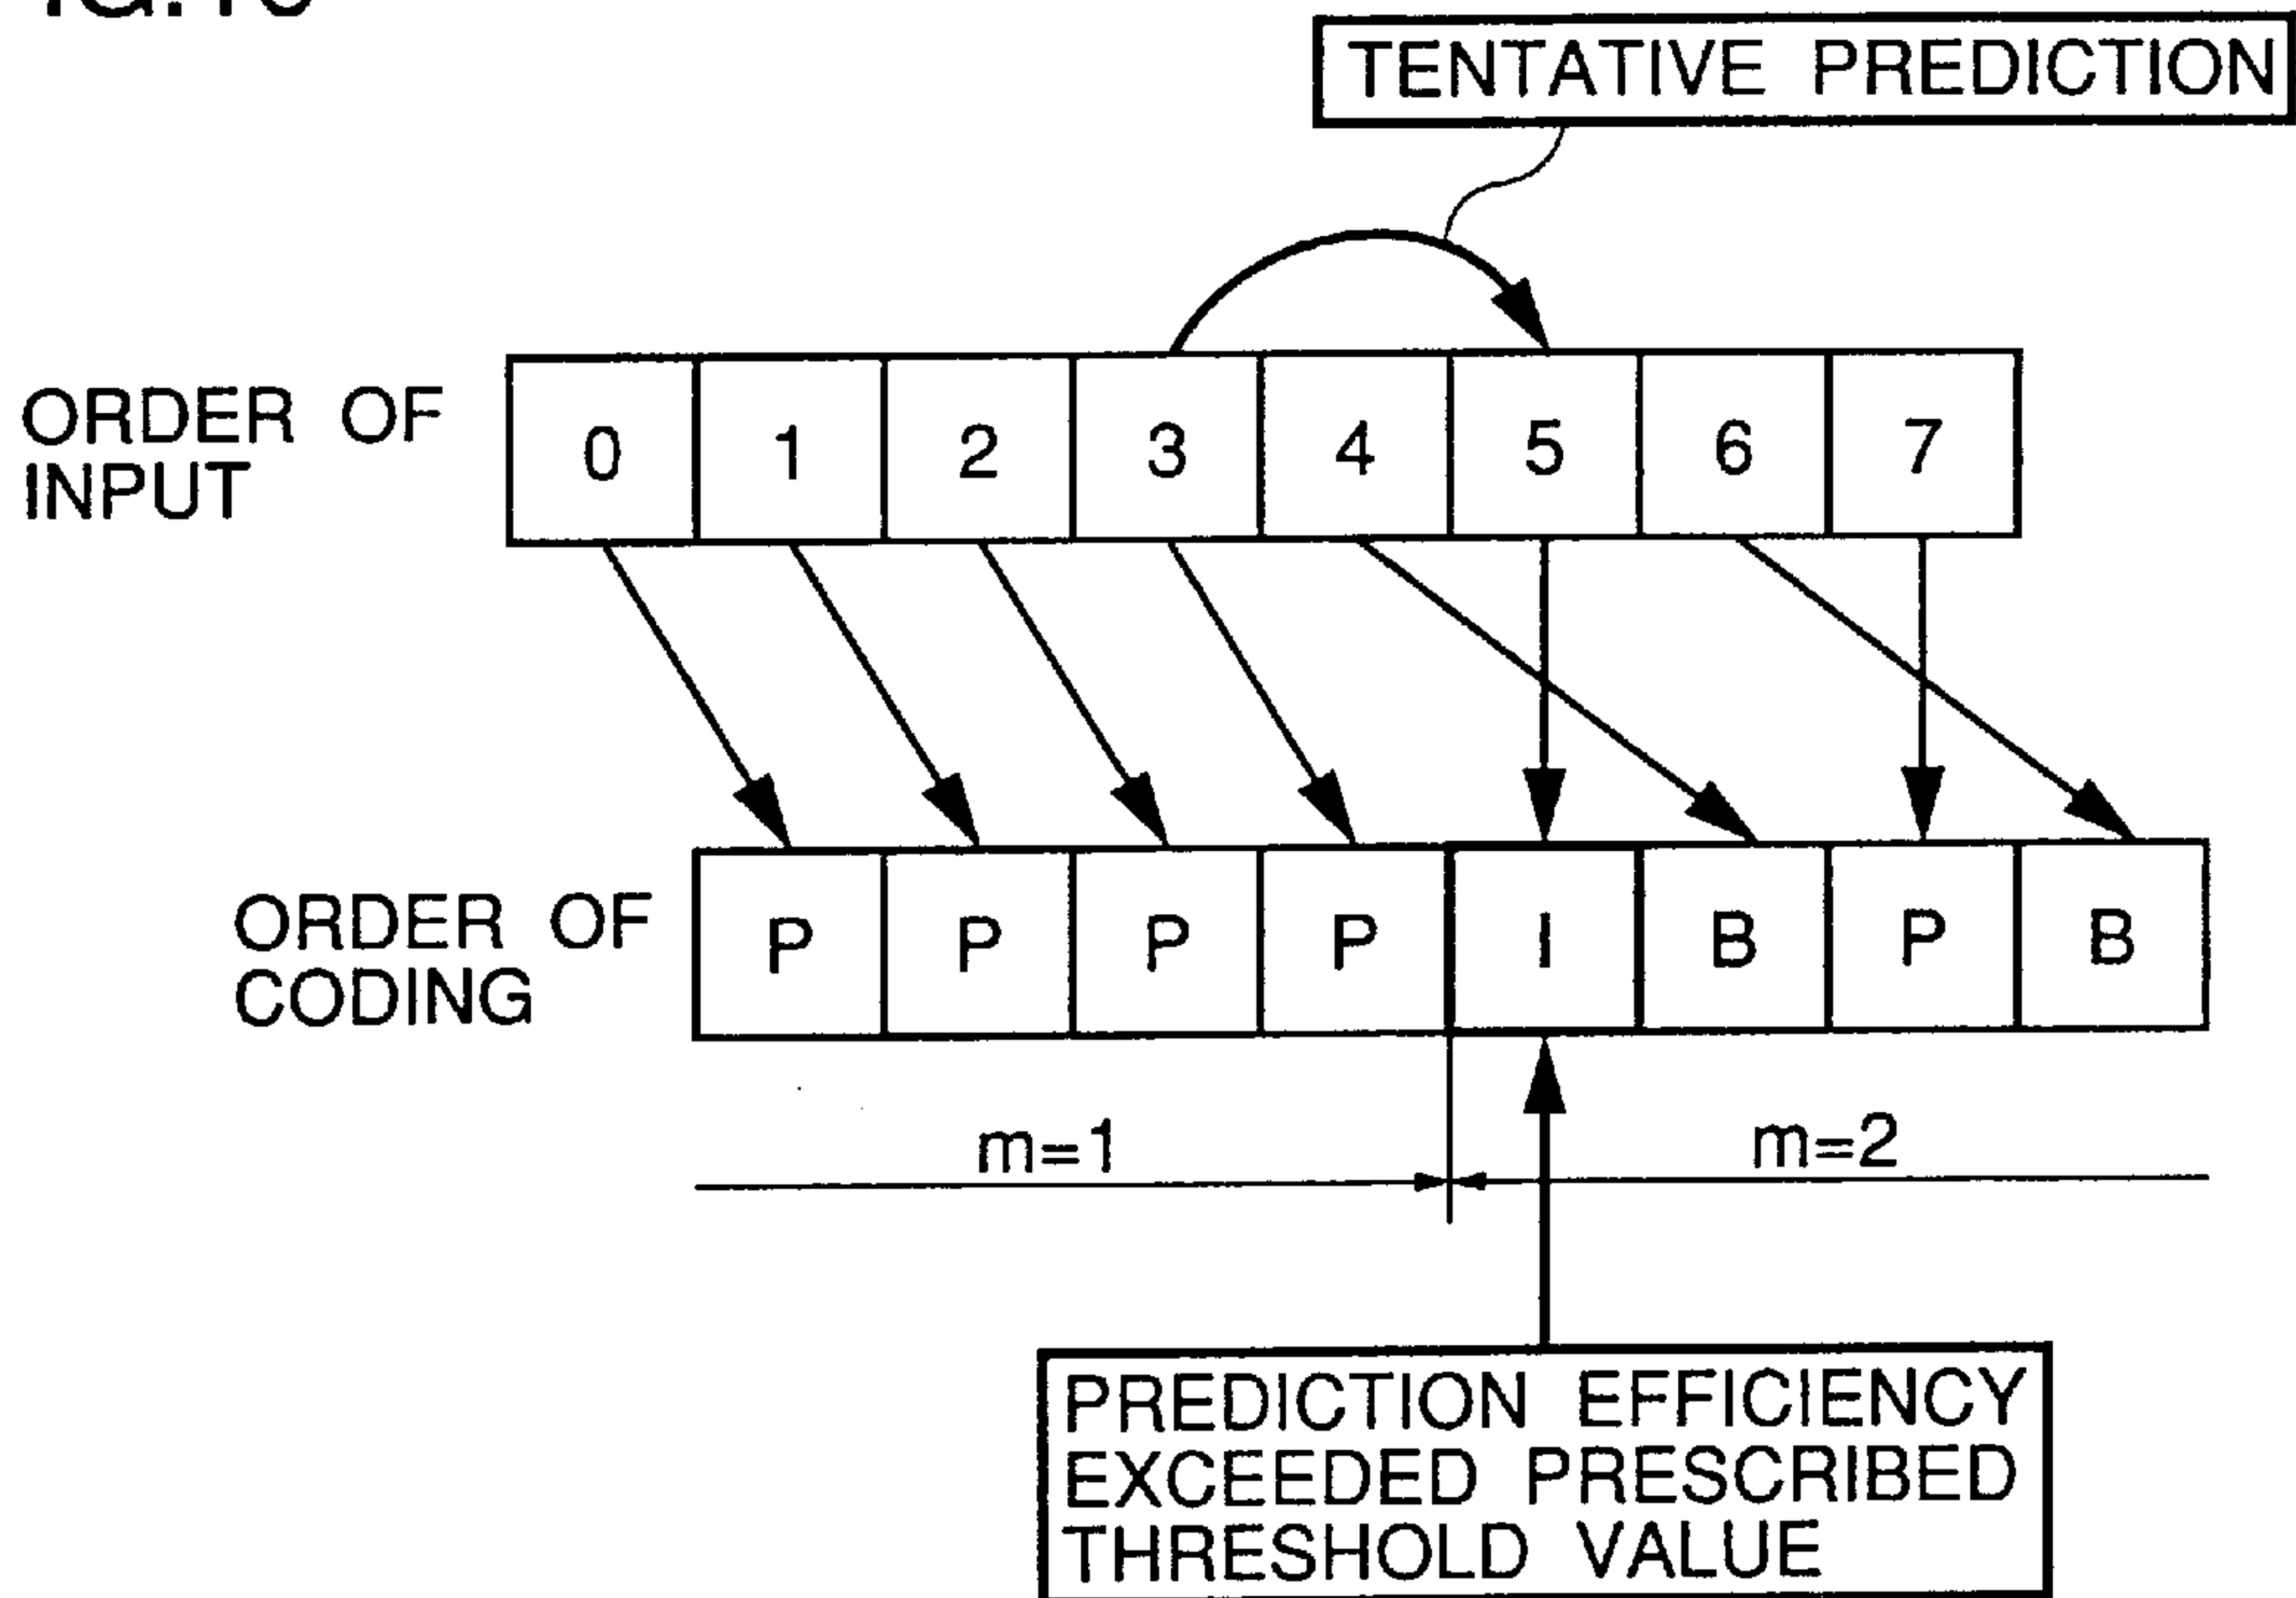 TENTATIVE PREDICTION
ORDER OF
INPUT
0 1 2 3 4 5 6 7
ORDER OF
CODING
P P P P I B P B
m=1 m=2
PREDICTION EFFICIENCY
EXCEEDED PRESCRIBED
THRESHOLD VALUE